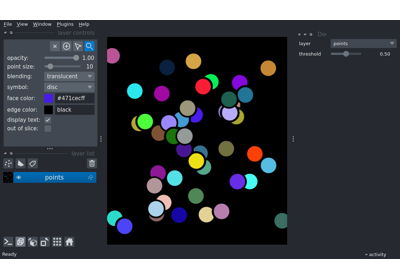 File View Window Plugins Help
layer controls
opacity: 1.00
point size: 10
blending: translucent
symbol: disc
face color: #471cecff
edge color: black
display text:
out of slice:
layer list
points
layer points
threshold 0.50
Ready
activity